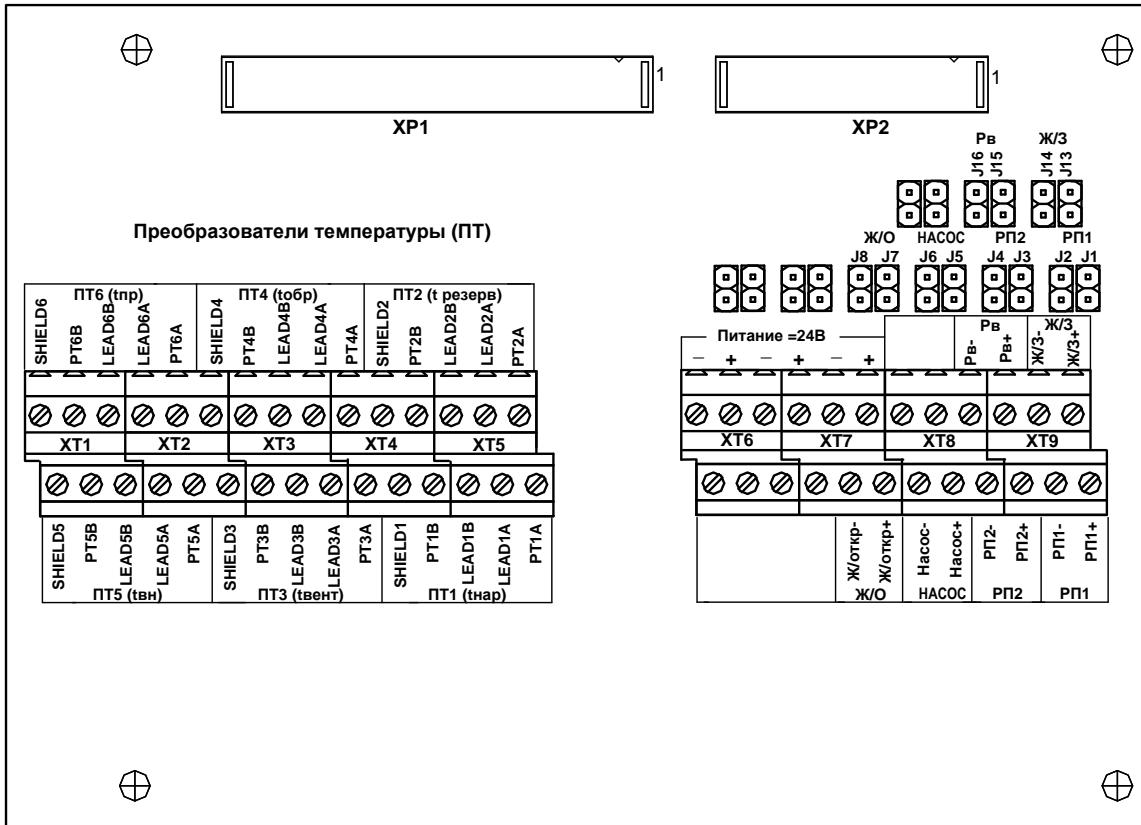 1
1
XP1
XP2
Рв
Ж/З
J16
J15
J14
J13
Преобразователи температуры (ПТ)
Ж/О
НАСОС
РП2
РП1
J8
J7
J6
J5
J4
J3
J2
J1
ПТ6 (tпр)
ПТ4 (tобр)
ПТ2 (t резерв)
SHIELD6
PT6B
LEAD6B
LEAD6A
PT6A
SHIELD4
PT4B
LEAD4B
LEAD4A
PT4A
SHIELD2
PT2B
LEAD2B
LEAD2A
PT2A
Питание =24В
– + – + – +
Рв
Ж/З
Рв-
Рв+
Ж/З-
Ж/З+
XT1
XT2
XT3
XT4
XT5
XT6
XT7
XT8
XT9
SHIELD5
PT5B
LEAD5B
LEAD5A
PT5A
SHIELD3
PT3B
LEAD3B
LEAD3A
PT3A
SHIELD1
PT1B
LEAD1B
LEAD1A
PT1A
ПТ5 (tвн)
ПТ3 (tвент)
ПТ1 (tнар)
Ж/откр-
Ж/откр+
Насос-
Насос+
РП2-
РП2+
РП1-
РП1+
Ж/О
НАСОС
РП2
РП1